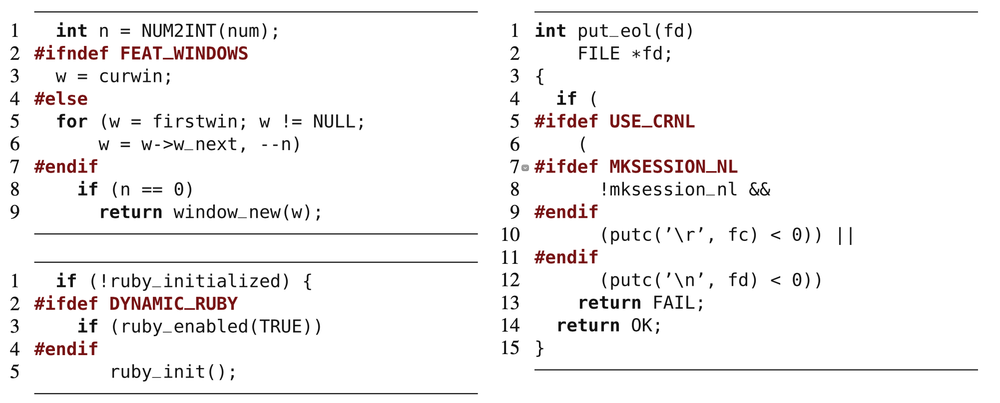 1 int n = NUM2INT(num);
2 #ifndef FEAT_WINDOWS
3 w = curwin;
4 #else
5 for (w = firstwin; w != NULL;
6 w = w->w_next, --n)
7 #endif
8 if (n == 0)
9 return window_new(w);
1 if (!ruby_initialized) {
2 #ifdef DYNAMIC_RUBY
3 if (ruby_enabled(TRUE))
4 #endif
5 ruby_init();
1 int put_eol(fd)
2 FILE *fd;
3 {
4 if (
5 #ifdef USE_CRNL
6 (
7 #ifdef MKSESSION_NL
8 !mksession_nl &&
9 #endif
10 (putc(’\r’, fc) < 0)) ||
11 #endif
12 (putc(’\n’, fd) < 0))
13 return FAIL;
14 return OK;
15 }